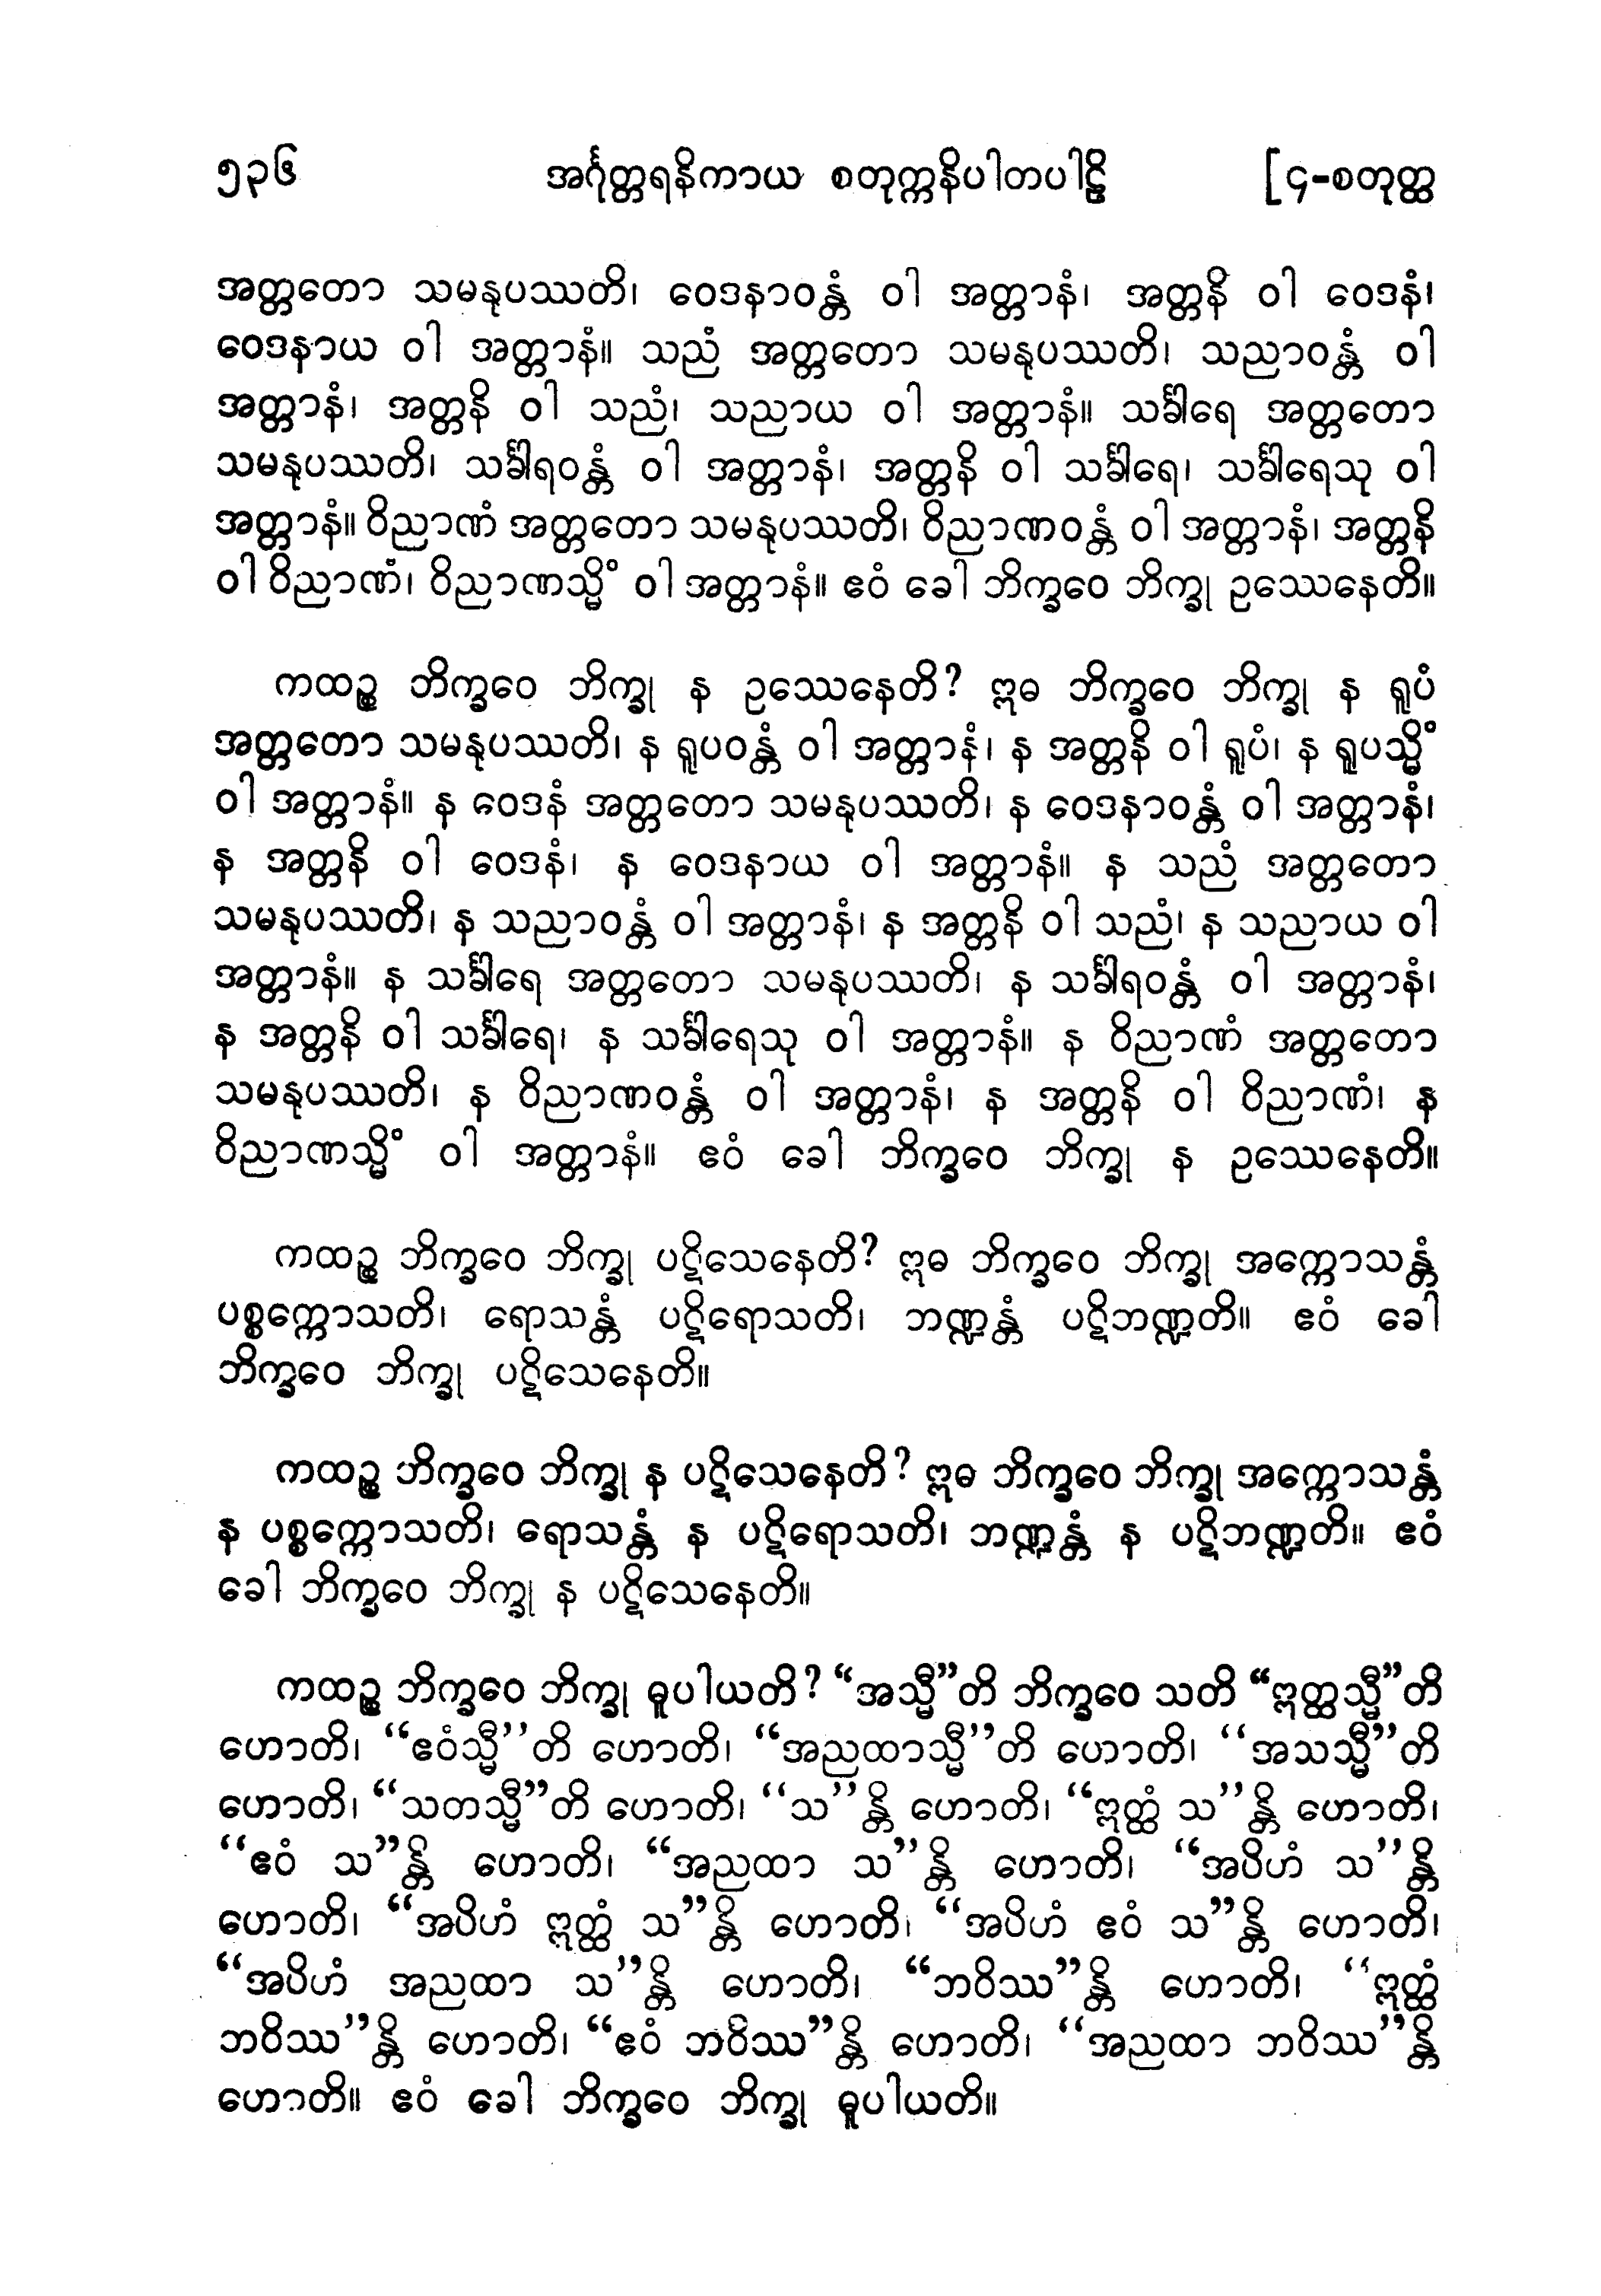 ၅၃၆ အင်္ဂုတ္တရနိကာယ စတုက္ကနိပါတပါဠိ [၄-စတုတ္ထ
အတ္တတော သမနုပဿတိ၊ ဝေဒနာဝန္တံ ဝါ အတ္တာနံ၊ အတ္တနိ ဝါ ဝေဒနံ၊
ဝေဒနာယ ဝါ အတ္တာနံ။ သညံ အတ္တတော သမနုပဿတိ၊ သညာဝန္တံ ဝါ
အတ္တာနံ၊ အတ္တနိ ဝါ သညံ၊ သညာယ ဝါ အတ္တာနံ။ သင်္ခါရေ အတ္တတော
သမနုပဿတိ၊ သင်္ခါရဝန္တံ ဝါ အတ္တာနံ၊ အတ္တနိ ဝါ သင်္ခါရေ၊ သင်္ခါရေသု ဝါ
အတ္တာနံ။ ဝိညာဏံ အတ္တတော သမနုပဿတိ၊ ဝိညာဏဝန္တံ ဝါ အတ္တာနံ၊ အတ္တနိ
ဝါ ဝိညာဏံ၊ ဝိညာဏသ္မိံ ဝါ အတ္တာနံ။ ဧဝံ ခေါ ဘိက္ခဝေ ဘိက္ခု ဥဿေနေတိ။
ကထဉ္စ ဘိက္ခဝေ ဘိက္ခု န ဥဿေနေတိ? ဣဓ ဘိက္ခဝေ ဘိက္ခု န ရူပံ
အတ္တတော သမနုပဿတိ၊ န ရူပဝန္တံ ဝါ အတ္တာနံ၊ န အတ္တနိ ဝါ ရူပံ၊ န ရူပသ္မိံ
ဝါ အတ္တာနံ။ န ဝေဒနံ အတ္တတော သမနုပဿတိ၊ န ဝေဒနာဝန္တံ ဝါ အတ္တာနံ၊
န အတ္တနိ ဝါ ဝေဒနံ၊ န ဝေဒနာယ ဝါ အတ္တာနံ။ န သညံ အတ္တတော
သမနုပဿတိ၊ န သညာဝန္တံ ဝါ အတ္တာနံ၊ န အတ္တနိ ဝါ သညံ၊ န သညာယ ဝါ
အတ္တာနံ။ န သင်္ခါရေ အတ္တတော သမနုပဿတိ၊ န သင်္ခါရဝန္တံ ဝါ အတ္တာနံ၊
န အတ္တနိ ဝါ သင်္ခါရေ၊ န သင်္ခါရေသု ဝါ အတ္တာနံ။ န ဝိညာဏံ အတ္တတော
သမနုပဿတိ၊ န ဝိညာဏဝန္တံ ဝါ အတ္တာနံ၊ န အတ္တနိ ဝါ ဝိညာဏံ၊ န
ဝိညာဏသ္မိံ ဝါ အတ္တာနံ။ ဧဝံ ခေါ ဘိက္ခဝေ ဘိက္ခု န ဥဿေနေတိ။
ကထဉ္စ ဘိက္ခဝေ ဘိက္ခု ပဋိသေနေတိ? ဣဓ ဘိက္ခဝေ ဘိက္ခု အက္ကောသန္တံ
ပစ္စက္ကောသတိ၊ ရောသန္တံ ပဋိရောသတိ၊ ဘဏ္ဍန္တံ ပဋိဘဏ္ဍတိ။ ဧဝံ ခေါ
ဘိက္ခဝေ ဘိက္ခု ပဋိသေနေတိ။
ကထဉ္စ ဘိက္ခဝေ ဘိက္ခု န ပဋိသေနေတိ? ဣဓ ဘိက္ခဝေ ဘိက္ခု အက္ကောသန္တံ
န ပစ္စက္ကောသတိ၊ ရောသန္တံ န ပဋိရောသတိ၊ ဘဏ္ဍန္တံ န ပဋိဘဏ္ဍတိ။ ဧဝံ
ခေါ ဘိက္ခဝေ ဘိက္ခု န ပဋိသေနေတိ။
ကထဉ္စ ဘိက္ခဝေ ဘိက္ခု ဓူပါယတိ? “အသ္မီ”တိ ဘိက္ခဝေ သတိ “ဣတ္ထသ္မီ”တိ
ဟောတိ၊ “ဧဝံသ္မီ”တိ ဟောတိ၊ “အညထာသ္မီ”တိ ဟောတိ၊ “အသသ္မီ”တိ
ဟောတိ၊ “သတသ္မီ”တိ ဟောတိ၊ “သ”န္တိ ဟောတိ၊ “ဣတ္ထံ သ”န္တိ ဟောတိ၊
“ဧဝံ သ”န္တိ ဟောတိ၊ “အညထာ သ”န္တိ ဟောတိ၊ “အပိဟံ သ”န္တိ
ဟောတိ၊ “အပိဟံ ဣတ္ထံ သ”န္တိ ဟောတိ၊ “အပိဟံ ဧဝံ သ”န္တိ ဟောတိ၊
“အပိဟံ အညထာ သ”န္တိ ဟောတိ၊ “ဘဝိဿ”န္တိ ဟောတိ၊ “ဣတ္ထံ
ဘဝိဿ”န္တိ ဟောတိ၊ “ဧဝံ ဘဝိဿ”န္တိ ဟောတိ၊ “အညထာ ဘဝိဿ”န္တိ
ဟောတိ။ ဧဝံ ခေါ ဘိက္ခဝေ ဘိက္ခု ဓူပါယတိ။